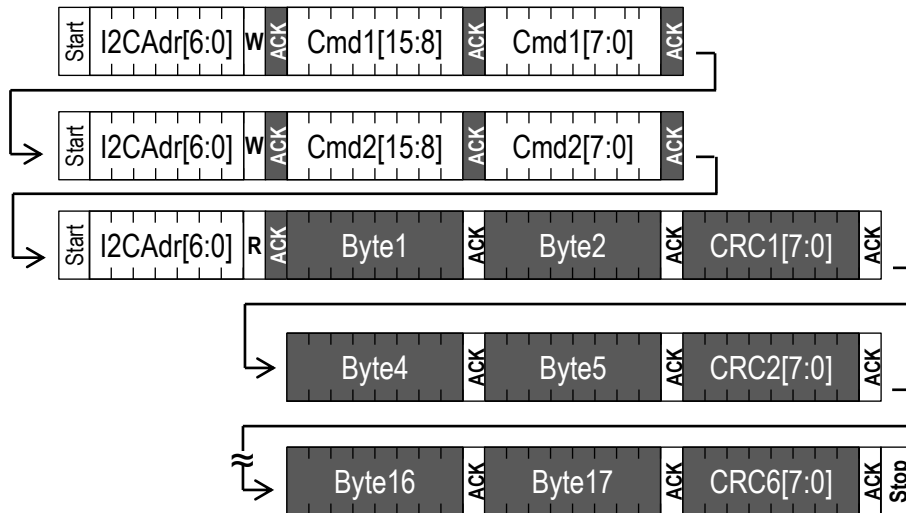 Start I2CAdr[6:0] W ACK Cmd1[15:8] ACK Cmd1[7:0] ACK
Start I2CAdr[6:0] W ACK Cmd2[15:8] ACK Cmd2[7:0] ACK
Start I2CAdr[6:0] R ACK Byte1 ACK Byte2 ACK CRC1[7:0] ACK
Byte4 ACK Byte5 ACK CRC2[7:0] ACK
Byte16 ACK Byte17 ACK CRC6[7:0] ACK Stop